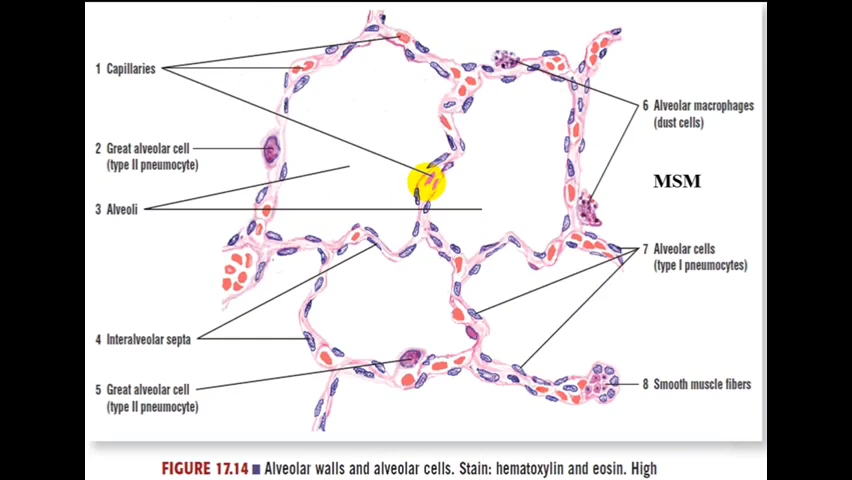 1 Capillaries
2 Great alveolar cell
(type II pneumocyte)
3 Alveoli
4 Interalveolar septa
5 Great alveolar cell
(type II pneumocyte)
6 Alveolar macrophages
(dust cells)
MSM
7 Alveolar cells
(type I pneumocytes)
8 Smooth muscle fibers
FIGURE 17.14 ■ Alveolar walls and alveolar cells. Stain: hematoxylin and eosin. High